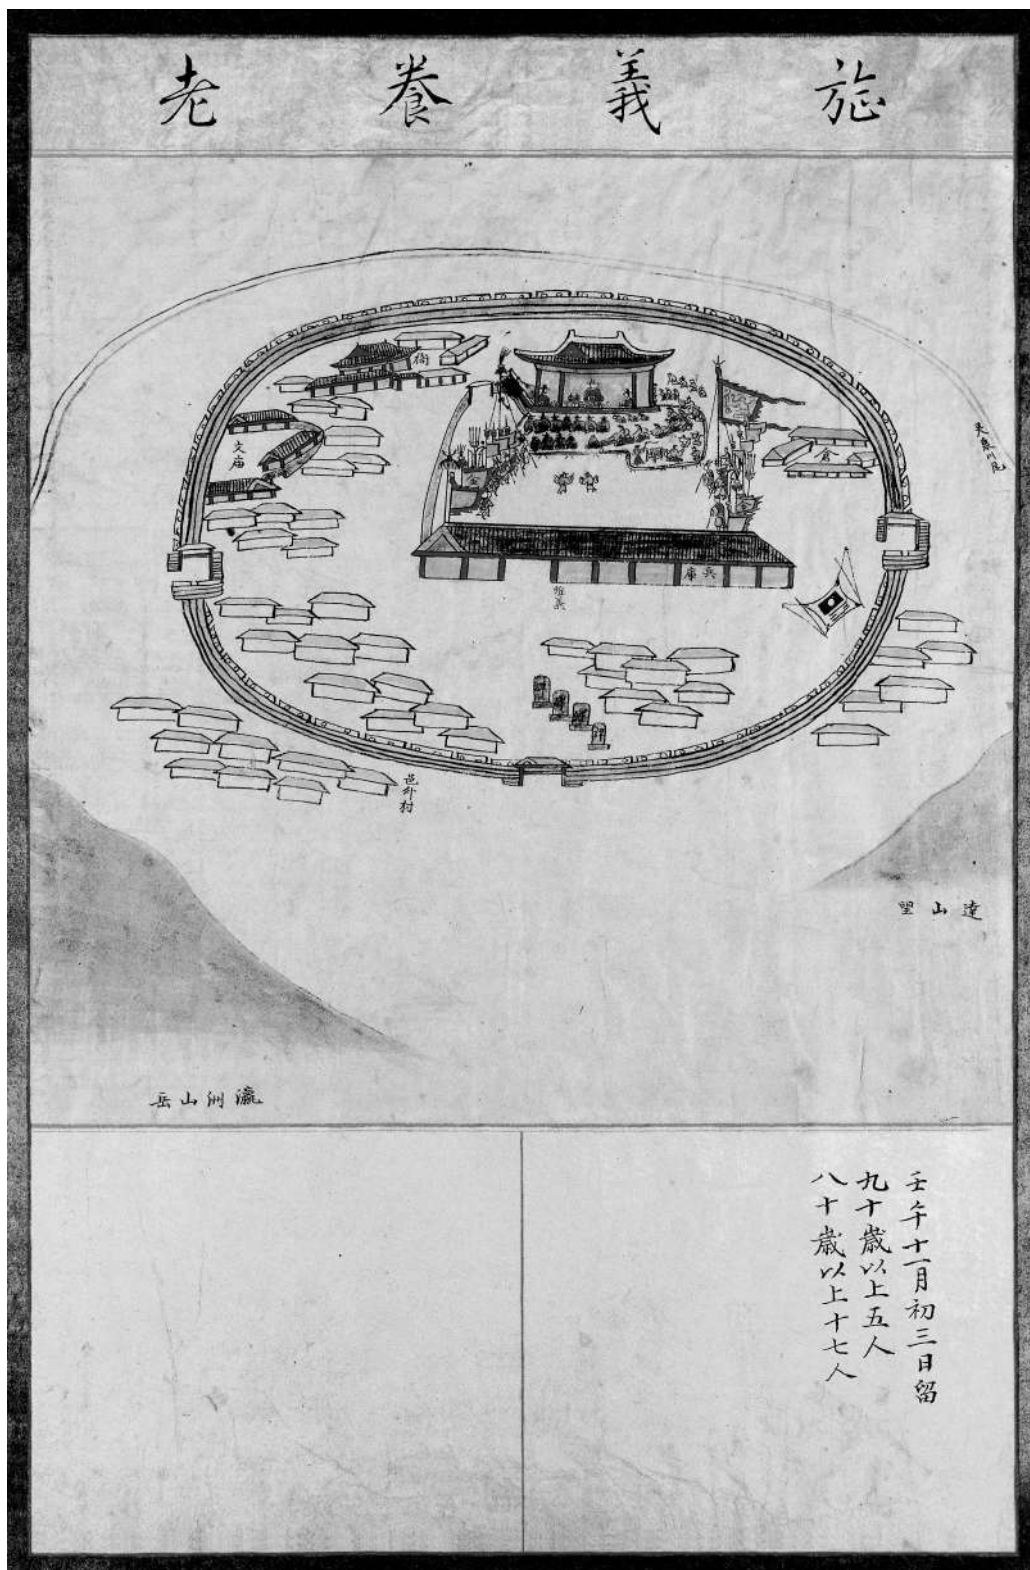 旌義養老
衙
文廟
倉
兵庫
邑外村
達山望
瀛洲山岳
壬午十一月初三日留
九十歲以上五人
八十歲以上十七人